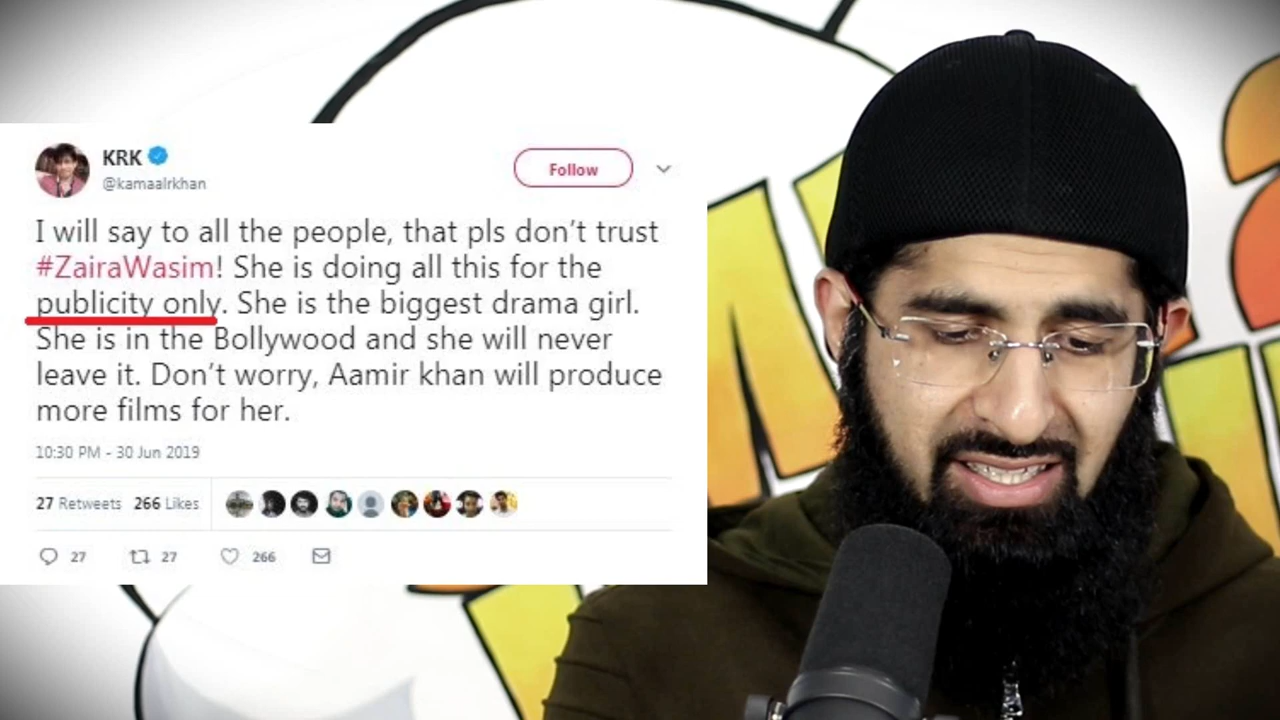 KRK
@kamaalrkhan
Follow
I will say to all the people, that pls don’t trust
#ZairaWasim! She is doing all this for the
publicity only. She is the biggest drama girl.
She is in the Bollywood and she will never
leave it. Don’t worry, Aamir khan will produce
more films for her.
10:30 PM - 30 Jun 2019
27 Retweets 266 Likes
27 27 266